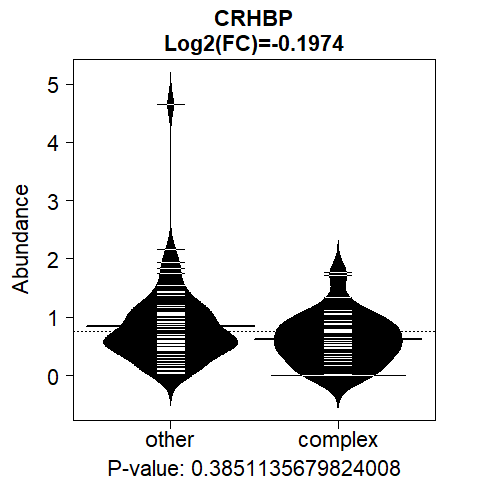 CRHBP
Log2(FC)=-0.1974
Abundance
5
4
3
2
1
0
other complex
P-value: 0.3851135679824008